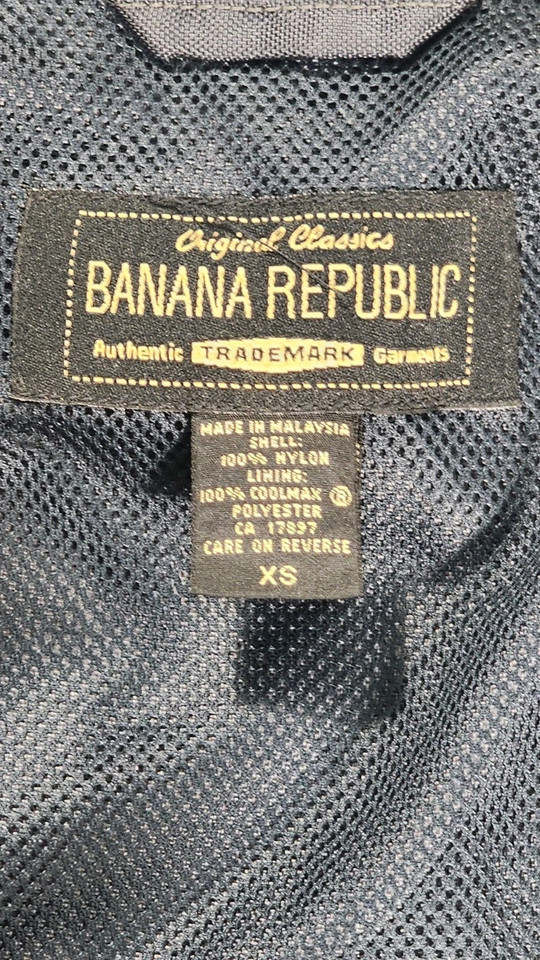 Original Classics
BANANA REPUBLIC
Authentic TRADEMARK Garments
MADE IN MALAYSIA
SHELL:
100% NYLON
LINING:
100% COOLMAX ®
POLYESTER
CA 17897
CARE ON REVERSE
XS